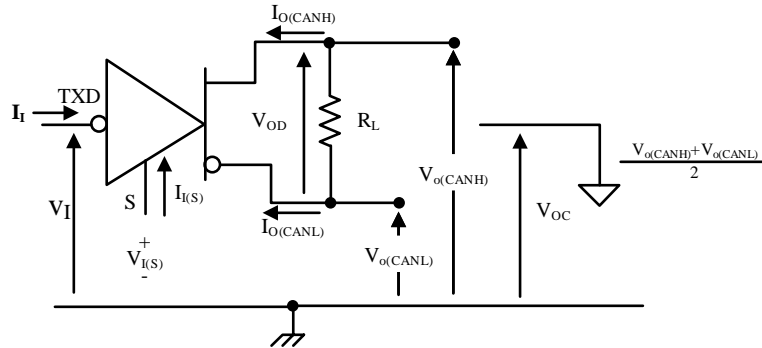 I_O(CANH)
I_I
TXD
V_OD
R_L
V_o(CANH)+V_o(CANL)
2
V_o(CANH)
V_I
S
I_I(S)
V_OC
I_O(CANL)
+
V_I(S)
-
V_o(CANL)